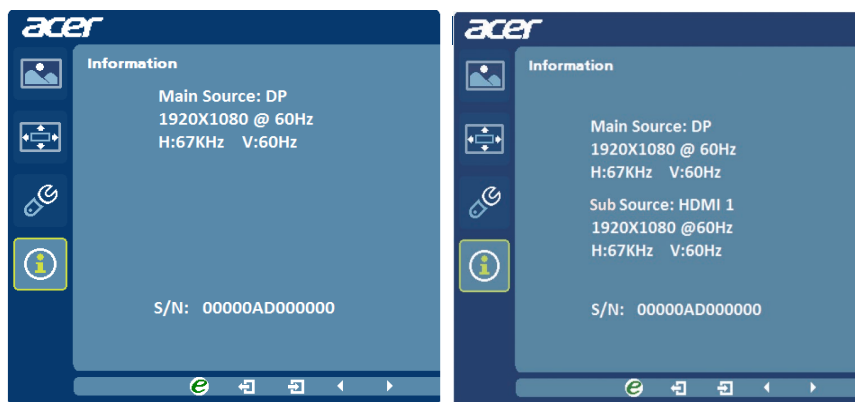 acer
Information
Main Source: DP
1920X1080 @ 60Hz
H:67KHz V:60Hz
S/N: 00000AD000000
acer
Information
Main Source: DP
1920X1080 @ 60Hz
H:67KHz V:60Hz
Sub Source: HDMI 1
1920X1080 @60Hz
H:67KHz V:60Hz
S/N: 00000AD000000